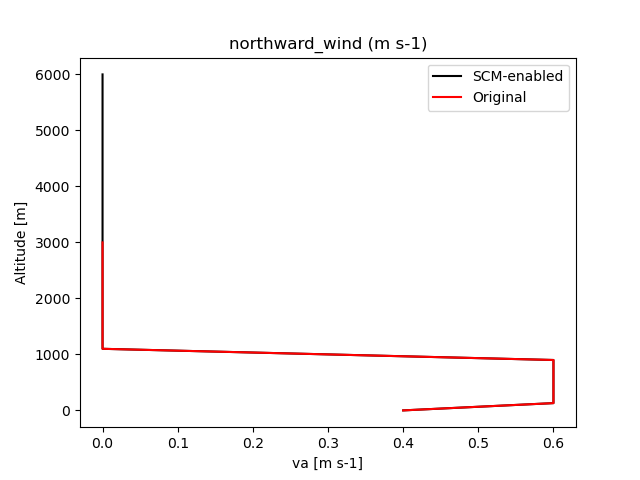 northward_wind (m s-1)
SCM-enabled
Original
6000
5000
4000
3000
2000
1000
0
Altitude [m]
0.0 0.1 0.2 0.3 0.4 0.5 0.6
va [m s-1]